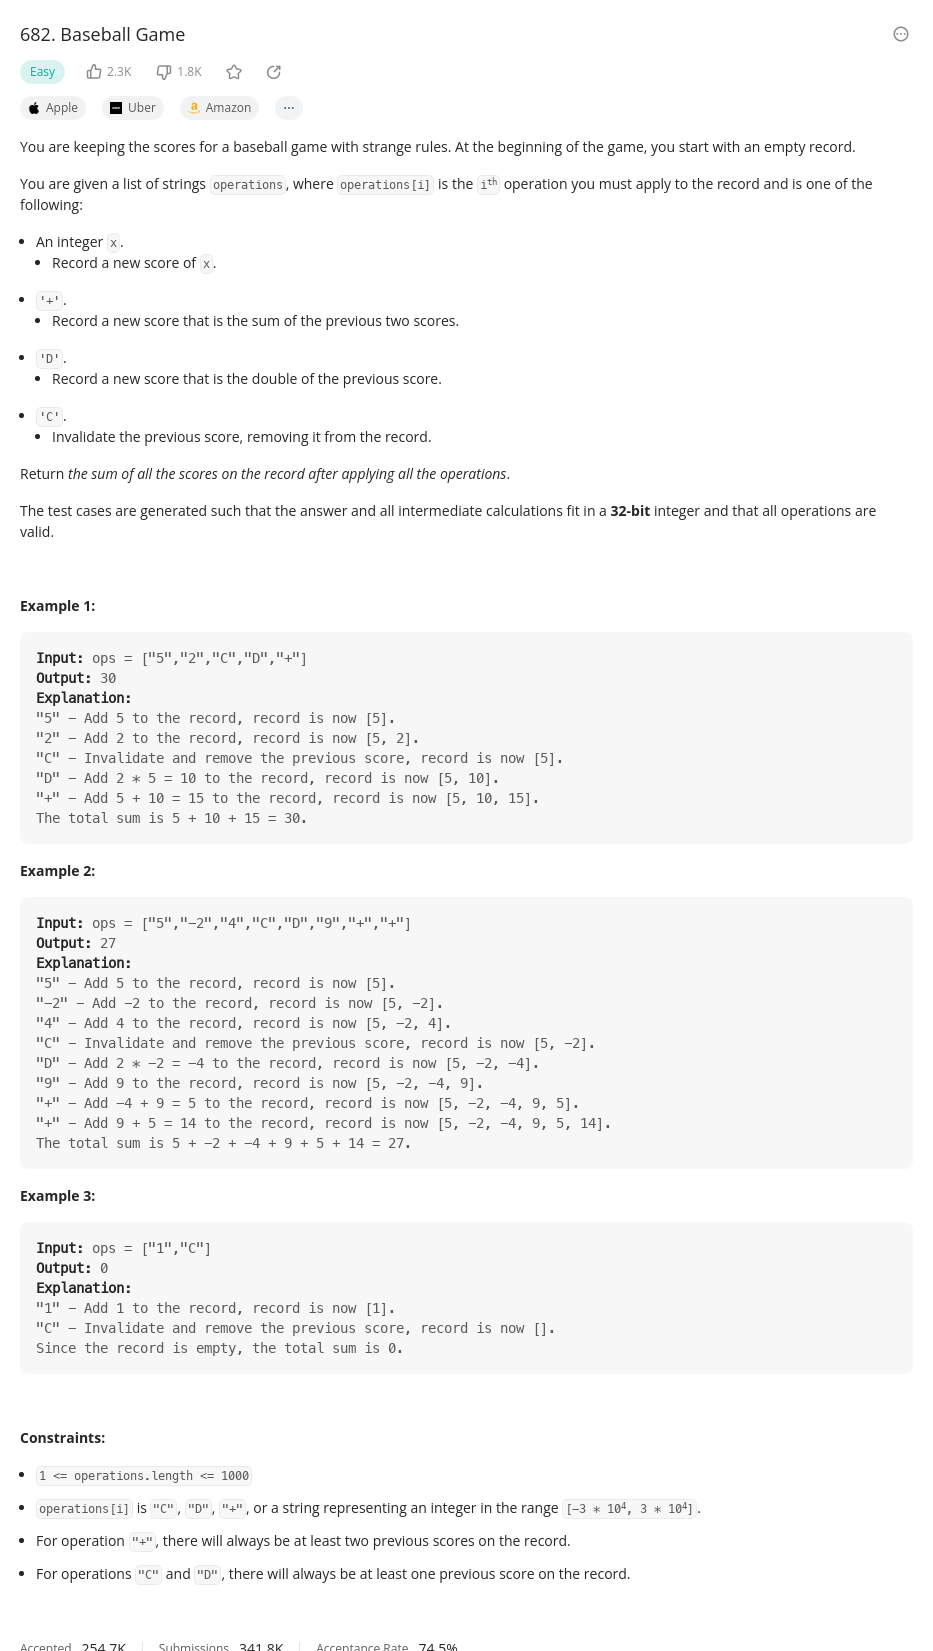 682. Baseball Game
Easy 2.3K 1.8K
Apple Uber Amazon ...
You are keeping the scores for a baseball game with strange rules. At the beginning of the game, you start with an empty record.
You are given a list of strings operations, where operations[i] is the iᵗʰ operation you must apply to the record and is one of the
following:
• An integer x.
• Record a new score of x.
• '+'.
• Record a new score that is the sum of the previous two scores.
• 'D'.
• Record a new score that is the double of the previous score.
• 'C'.
• Invalidate the previous score, removing it from the record.
Return the sum of all the scores on the record after applying all the operations.
The test cases are generated such that the answer and all intermediate calculations fit in a 32-bit integer and that all operations are
valid.
Example 1:
Input: ops = ["5","2","C","D","+"]
Output: 30
Explanation:
"5" - Add 5 to the record, record is now [5].
"2" - Add 2 to the record, record is now [5, 2].
"C" - Invalidate and remove the previous score, record is now [5].
"D" - Add 2 * 5 = 10 to the record, record is now [5, 10].
"+" - Add 5 + 10 = 15 to the record, record is now [5, 10, 15].
The total sum is 5 + 10 + 15 = 30.
Example 2:
Input: ops = ["5","-2","4","C","D","9","+","+"]
Output: 27
Explanation:
"5" - Add 5 to the record, record is now [5].
"-2" - Add -2 to the record, record is now [5, -2].
"4" - Add 4 to the record, record is now [5, -2, 4].
"C" - Invalidate and remove the previous score, record is now [5, -2].
"D" - Add 2 * -2 = -4 to the record, record is now [5, -2, -4].
"9" - Add 9 to the record, record is now [5, -2, -4, 9].
"+" - Add -4 + 9 = 5 to the record, record is now [5, -2, -4, 9, 5].
"+" - Add 9 + 5 = 14 to the record, record is now [5, -2, -4, 9, 5, 14].
The total sum is 5 + -2 + -4 + 9 + 5 + 14 = 27.
Example 3:
Input: ops = ["1","C"]
Output: 0
Explanation:
"1" - Add 1 to the record, record is now [1].
"C" - Invalidate and remove the previous score, record is now [].
Since the record is empty, the total sum is 0.
Constraints:
• 1 <= operations.length <= 1000
• operations[i] is "C", "D", "+", or a string representing an integer in the range [-3 * 10⁴, 3 * 10⁴].
• For operation "+", there will always be at least two previous scores on the record.
• For operations "C" and "D", there will always be at least one previous score on the record.
Accepted 254.7K Submissions 341.8K Acceptance Rate 74.5%